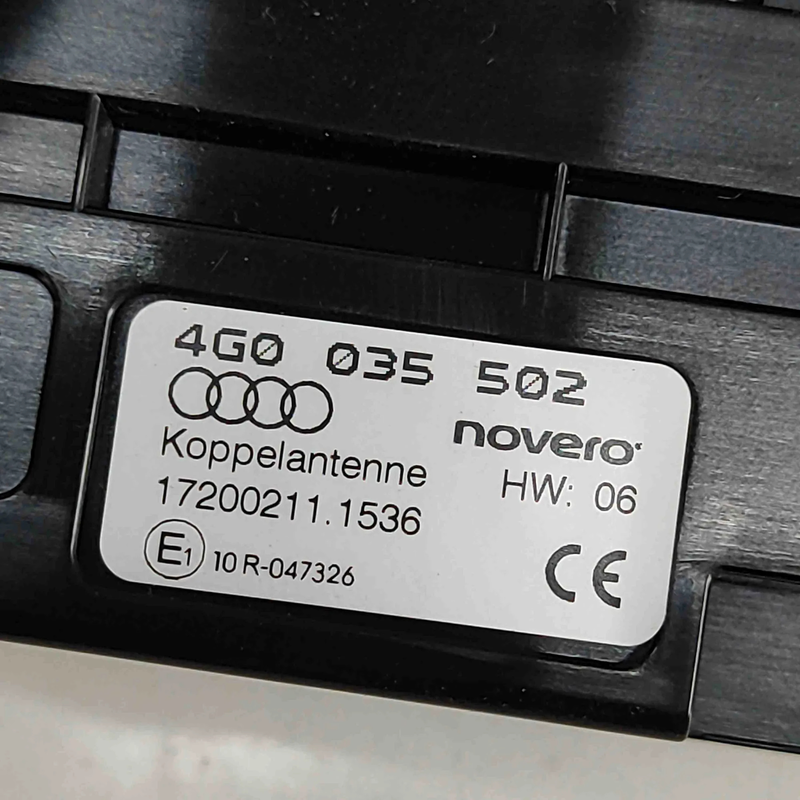 4G0 035 502
novero
Koppelantenne
HW: 06
17200211.1536
E1 10 R-047326
CE